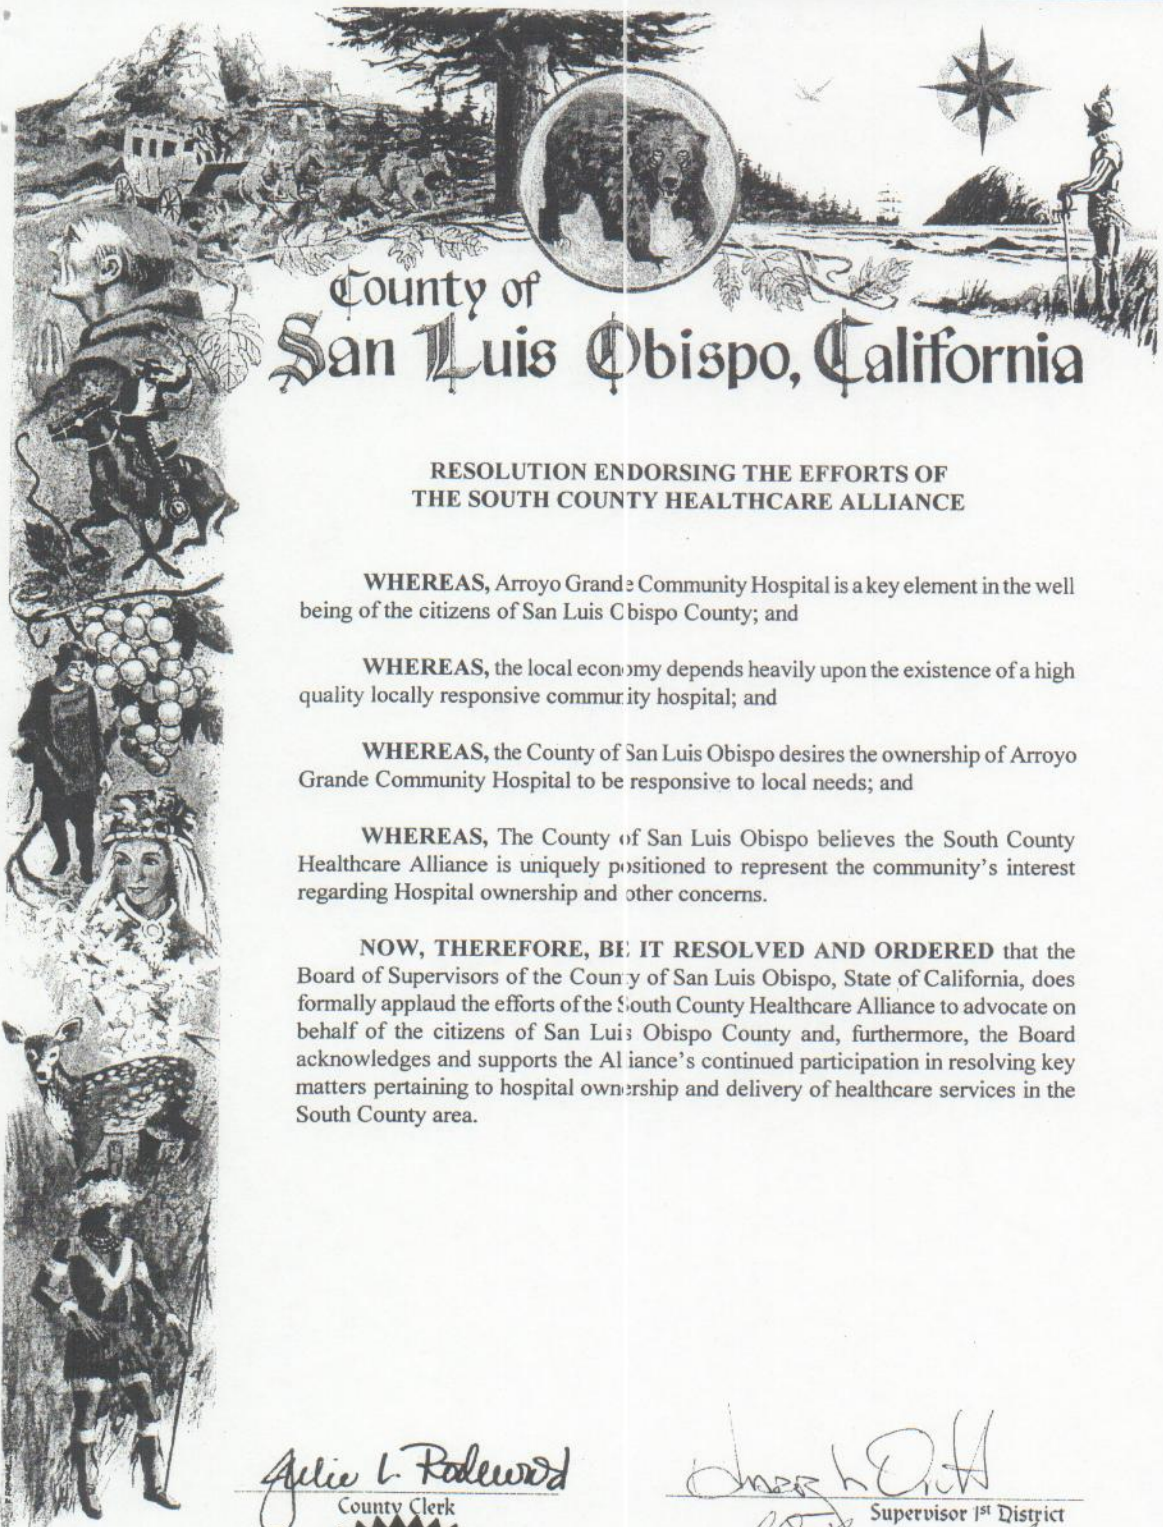 County of
San Luis Obispo, California
RESOLUTION ENDORSING THE EFFORTS OF
THE SOUTH COUNTY HEALTHCARE ALLIANCE
WHEREAS, Arroyo Grande Community Hospital is a key element in the well
being of the citizens of San Luis Obispo County; and
WHEREAS, the local economy depends heavily upon the existence of a high
quality locally responsive community hospital; and
WHEREAS, the County of San Luis Obispo desires the ownership of Arroyo
Grande Community Hospital to be responsive to local needs; and
WHEREAS, The County of San Luis Obispo believes the South County
Healthcare Alliance is uniquely positioned to represent the community's interest
regarding Hospital ownership and other concerns.
NOW, THEREFORE, BE IT RESOLVED AND ORDERED that the
Board of Supervisors of the County of San Luis Obispo, State of California, does
formally applaud the efforts of the South County Healthcare Alliance to advocate on
behalf of the citizens of San Luis Obispo County and, furthermore, the Board
acknowledges and supports the Alliance's continued participation in resolving key
matters pertaining to hospital ownership and delivery of healthcare services in the
South County area.
Julie L. Rodewald
County Clerk
Supervisor 1st District